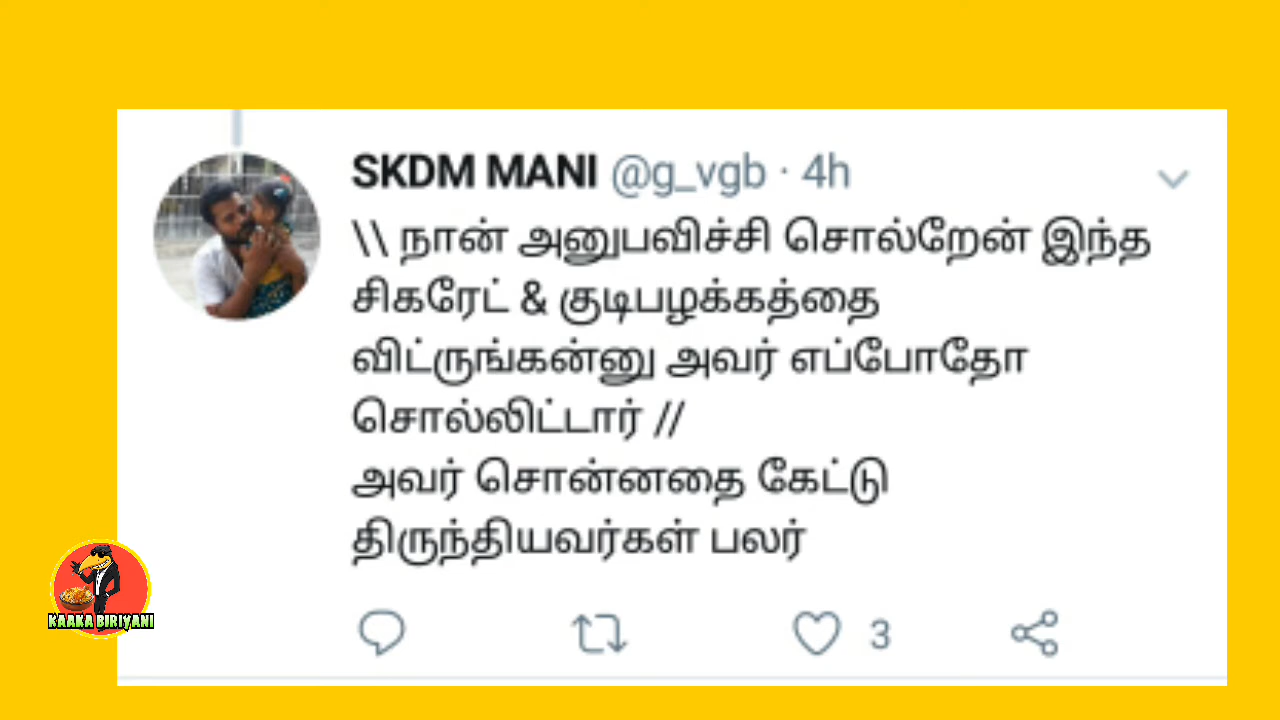 SKDM MANI @g_vgb · 4h
\\ நான் அனுபவிச்சி சொல்றேன் இந்த
சிகரேட் & குடிபழக்கத்தை
விட்ருங்கன்னு அவர் எப்போதோ
சொல்லிட்டார் //
அவர் சொன்னதை கேட்டு
திருந்தியவர்கள் பலர்
3
KAAKA BIRIYANI